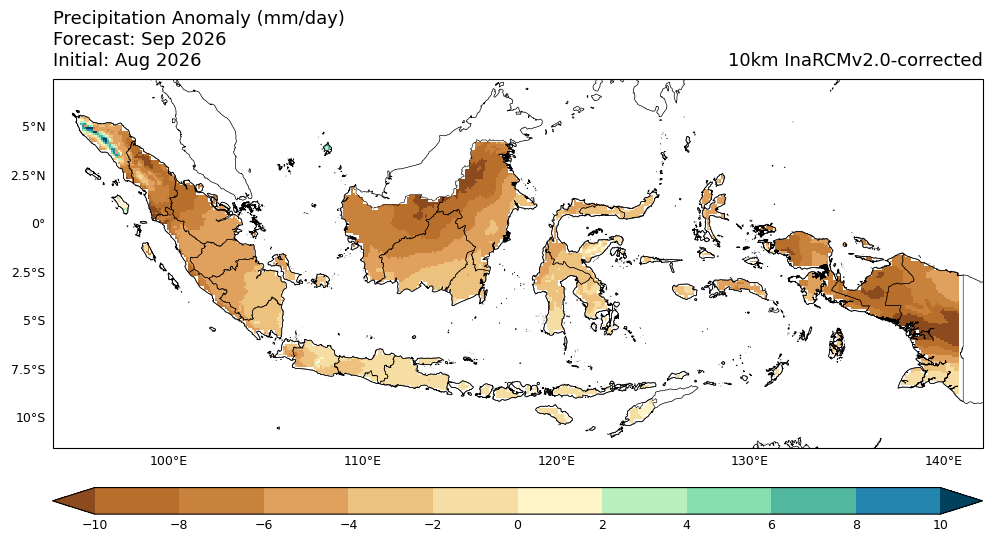 Precipitation Anomaly (mm/day)
Forecast: Sep 2026
Initial: Aug 2026
10km InaRCMv2.0-corrected
5°N
2.5°N
0°
2.5°S
5°S
7.5°S
10°S
100°E 110°E 120°E 130°E 140°E
−10 −8 −6 −4 −2 0 2 4 6 8 10